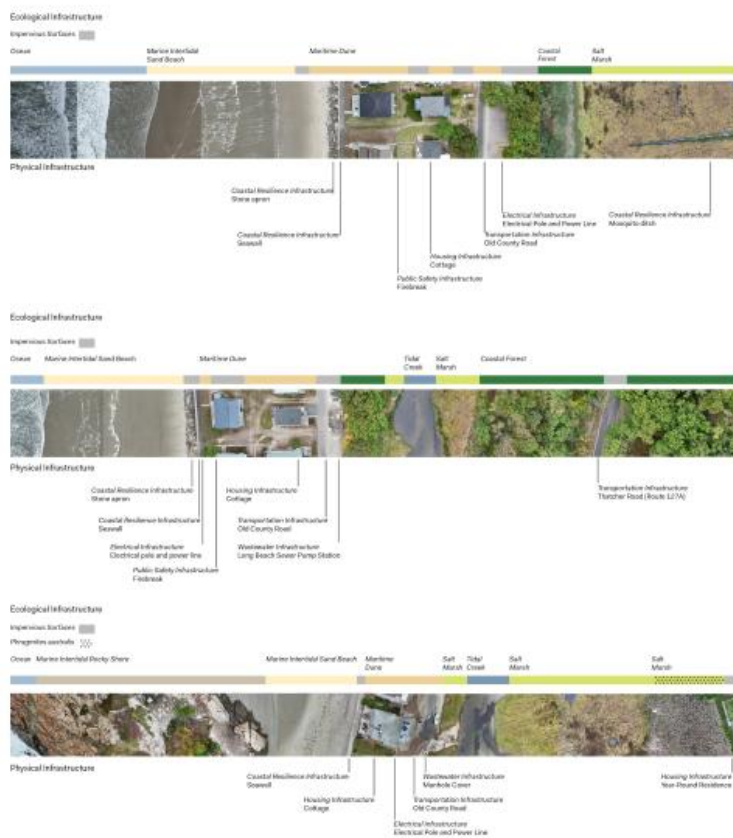 Ecological Infrastructure
Impervious Surfaces
Ocean
Marine Intertidal
Sand Beach
Maritime Dune
Coastal
Forest
Salt
Marsh
Physical Infrastructure
Coastal Resilience Infrastructure
Stone apron
Coastal Resilience Infrastructure
Seawall
Public Safety Infrastructure
Firebreak
Housing Infrastructure
Cottage
Transportation Infrastructure
Old County Road
Electrical Infrastructure
Electrical Pole and Power Line
Coastal Resilience Infrastructure
Mosquito ditch
Ecological Infrastructure
Impervious Surfaces
Ocean
Marine Intertidal Sand Beach
Maritime Dune
Tidal
Creek
Salt
Marsh
Coastal Forest
Physical Infrastructure
Coastal Resilience Infrastructure
Stone apron
Coastal Resilience Infrastructure
Seawall
Electrical Infrastructure
Electrical pole and power line
Public Safety Infrastructure
Firebreak
Housing Infrastructure
Cottage
Transportation Infrastructure
Old County Road
Wastewater Infrastructure
Long Beach Sewer Pump Station
Transportation Infrastructure
Thatcher Road (Route 127A)
Ecological Infrastructure
Impervious Surfaces
Phragmites australis
Ocean
Marine Intertidal Rocky Shore
Marine Intertidal Sand Beach
Maritime
Dune
Salt
Marsh
Tidal
Creek
Salt
Marsh
Salt
Marsh
Physical Infrastructure
Coastal Resilience Infrastructure
Seawall
Housing Infrastructure
Cottage
Electrical Infrastructure
Electrical Pole and Power Line
Transportation Infrastructure
Old County Road
Wastewater Infrastructure
Manhole Cover
Housing Infrastructure
Year-Round Residence